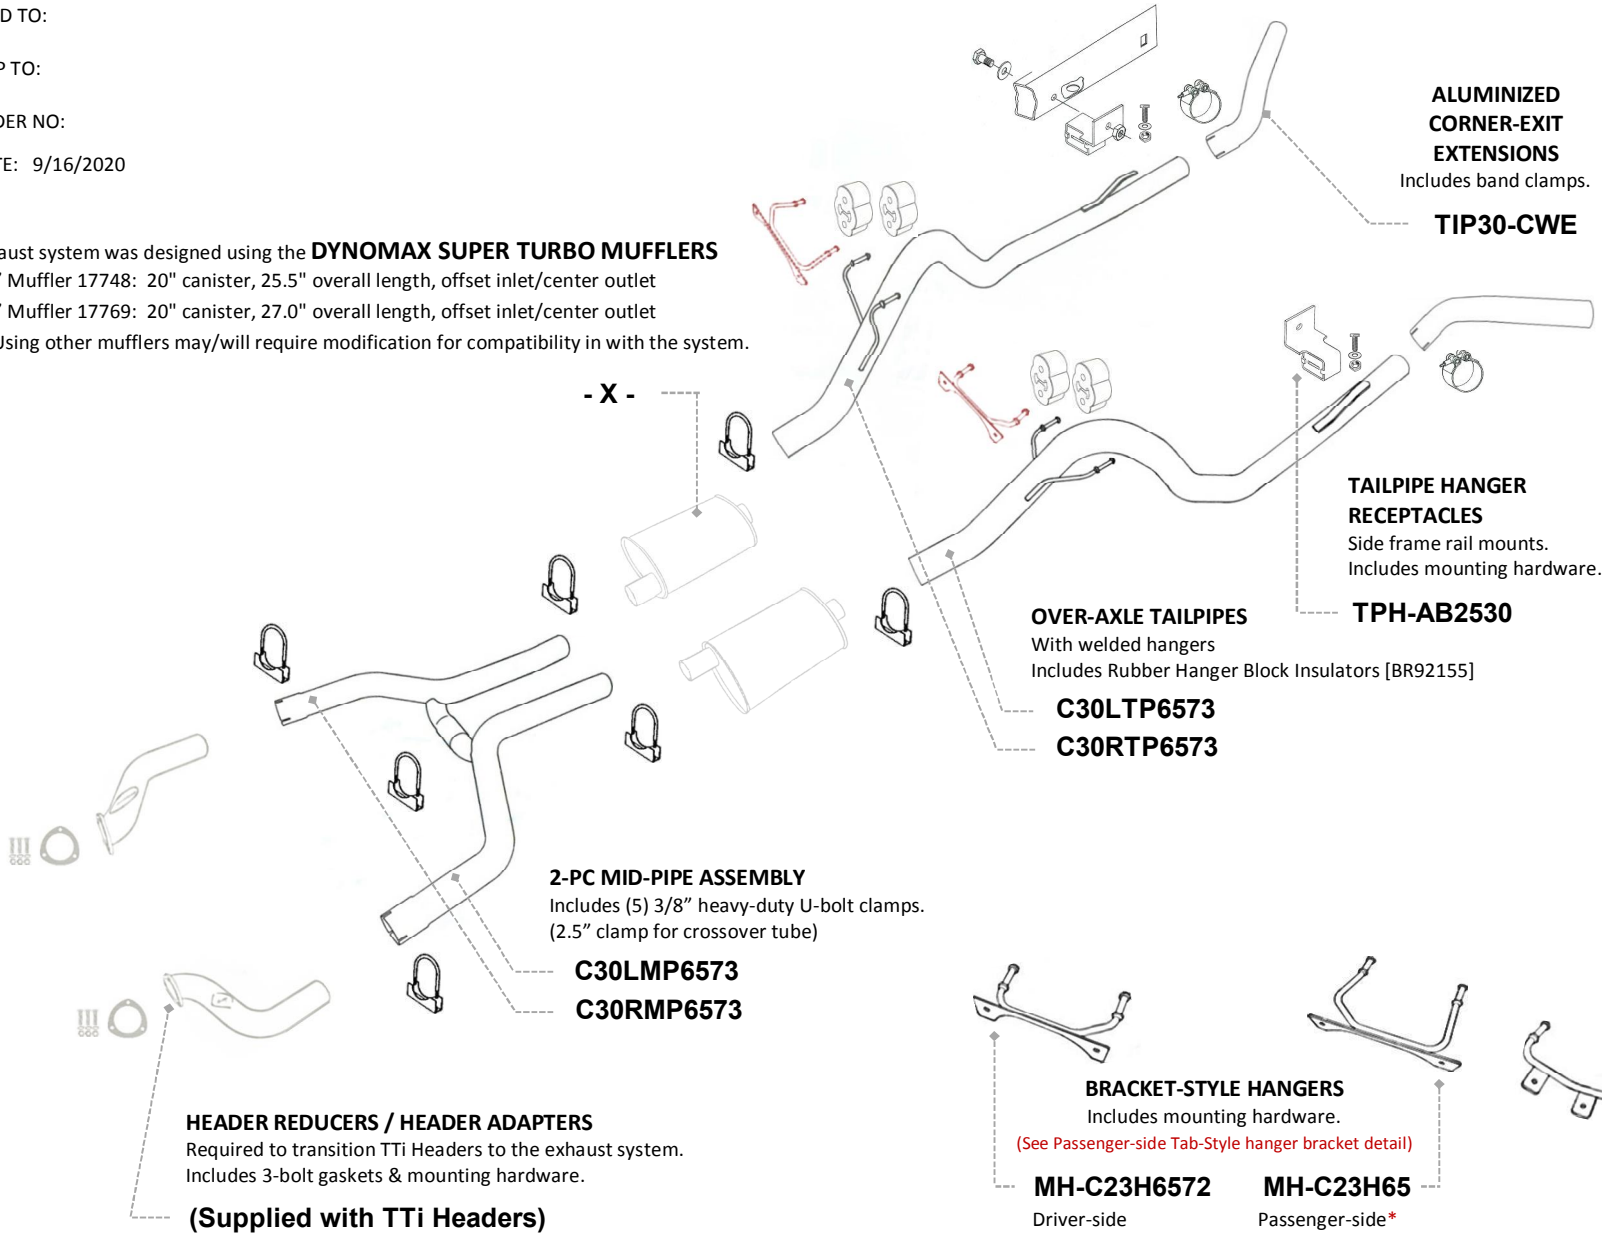 D TO:
P TO:
DER NO:
TE: 9/16/2020
ALUMINIZED
CORNER-EXIT
EXTENSIONS
Includes band clamps.
TIP30-CWE
aust system was designed using the DYNOMAX SUPER TURBO MUFFLERS
" Muffler 17748: 20" canister, 25.5" overall length, offset inlet/center outlet
" Muffler 17769: 20" canister, 27.0" overall length, offset inlet/center outlet
Using other mufflers may/will require modification for compatibility in with the system.
- X -
TAILPIPE HANGER
RECEPTACLES
Side frame rail mounts.
Includes mounting hardware.
TPH-AB2530
OVER-AXLE TAILPIPES
With welded hangers
Includes Rubber Hanger Block Insulators [BR92155]
C30LTP6573
C30RTP6573
2-PC MID-PIPE ASSEMBLY
Includes (5) 3/8” heavy-duty U-bolt clamps.
(2.5” clamp for crossover tube)
C30LMP6573
C30RMP6573
HEADER REDUCERS / HEADER ADAPTERS
Required to transition TTi Headers to the exhaust system.
Includes 3-bolt gaskets & mounting hardware.
(Supplied with TTi Headers)
BRACKET-STYLE HANGERS
Includes mounting hardware.
(See Passenger-side Tab-Style hanger bracket detail)
MH-C23H6572 MH-C23H65
Driver-side Passenger-side*